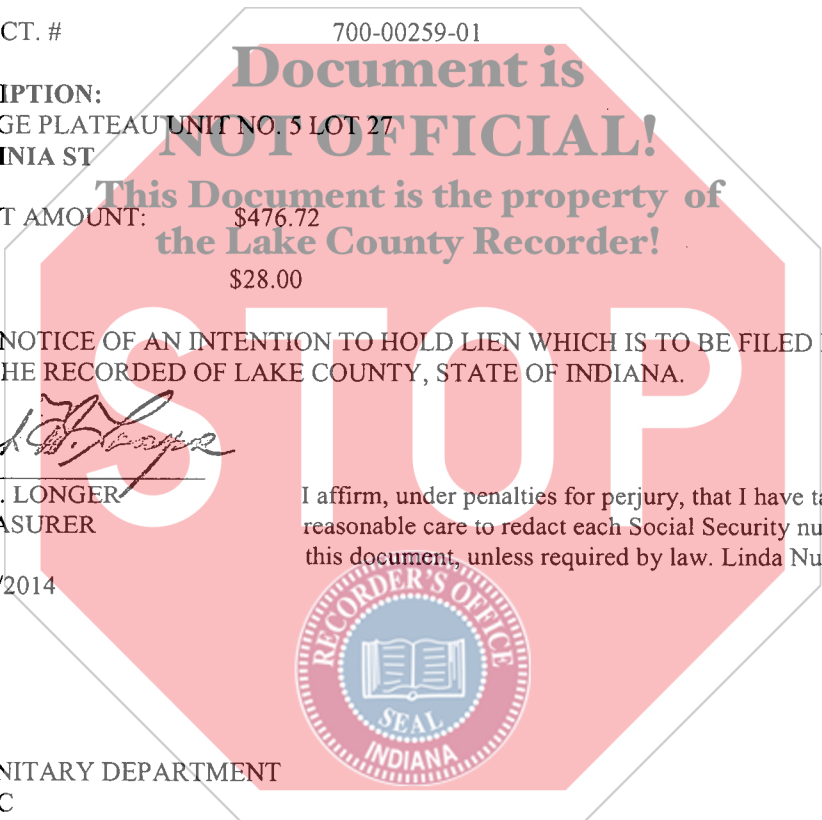 CT. # 700-00259-01
Document is
IPTION:
GE PLATEAU UNIT NO. 5 LOT 27
NOT OFFICIAL!
INIA ST
This Document is the property of
T AMOUNT: $476.72
the Lake County Recorder!
$28.00
STOP
NOTICE OF AN INTENTION TO HOLD LIEN WHICH IS TO BE FILED
HE RECORDED OF LAKE COUNTY, STATE OF INDIANA.
. LONGER
ASURER
I affirm, under penalties for perjury, that I have ta
reasonable care to redact each Social Security nu
this document, unless required by law. Linda Nu
/2014
RECORDER'S OFFICE
SEAL
INDIANA
NITARY DEPARTMENT
C